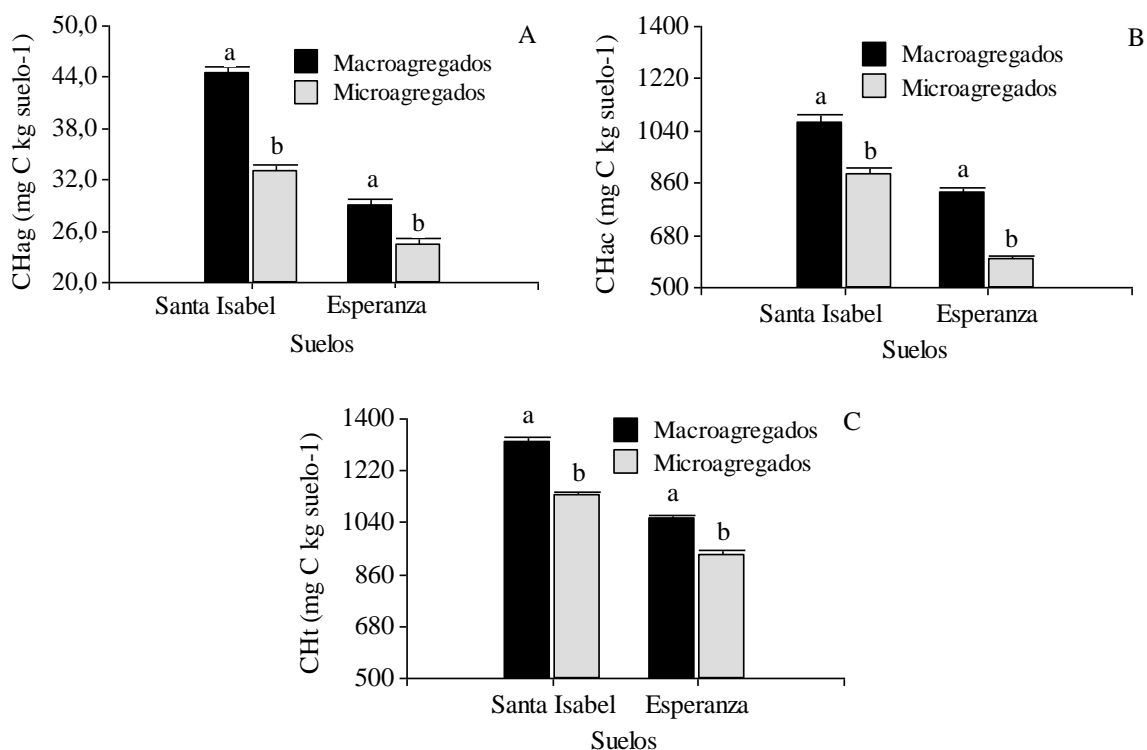 A
CHag (mg C kg suelo-1)
50,0
44,0
38,0
32,0
26,0
20,0
a
b
a
b
Macroagregados
Microagregados
Santa Isabel
Esperanza
Suelos
B
CHac (mg C kg suelo-1)
1400
1220
1040
860
680
500
a
b
a
b
Macroagregados
Microagregados
Santa Isabel
Esperanza
Suelos
C
CHt (mg C kg suelo-1)
1400
1220
1040
860
680
500
a
b
a
b
Macroagregados
Microagregados
Santa Isabel
Esperanza
Suelos